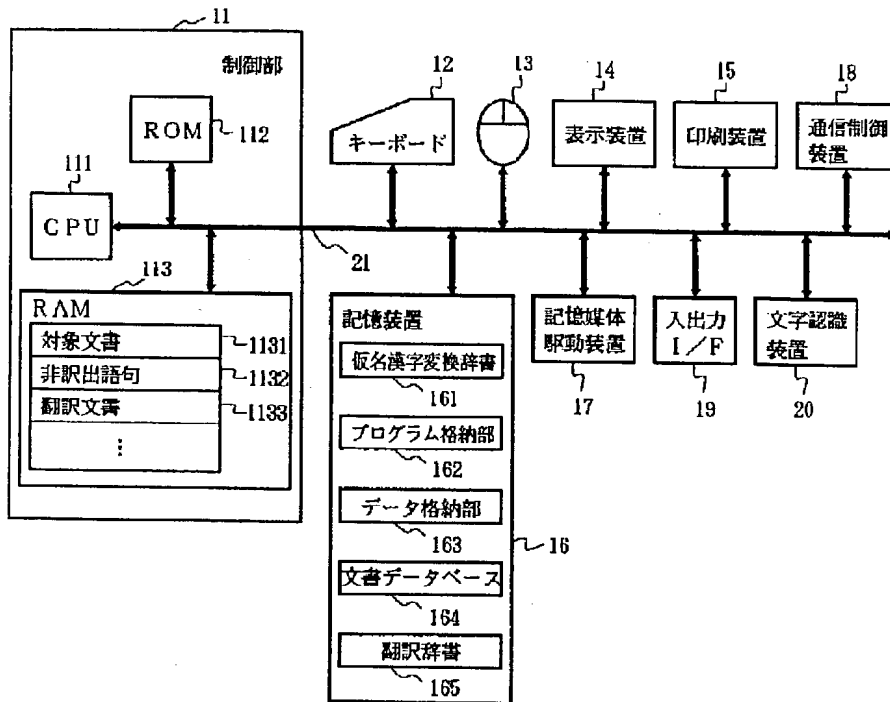 11
制御部
ROM
112
111
CPU
113
RAM
対象文書
1131
非訳出語句
1132
翻訳文書
1133
⋮
12
キーボード
13
14
表示装置
15
印刷装置
18
通信制御
装置
21
記憶装置
仮名漢字変換辞書
161
プログラム格納部
162
データ格納部
163
文書データベース
164
翻訳辞書
165
16
記憶媒体
駆動装置
17
入出力
I/F
19
文字認識
装置
20